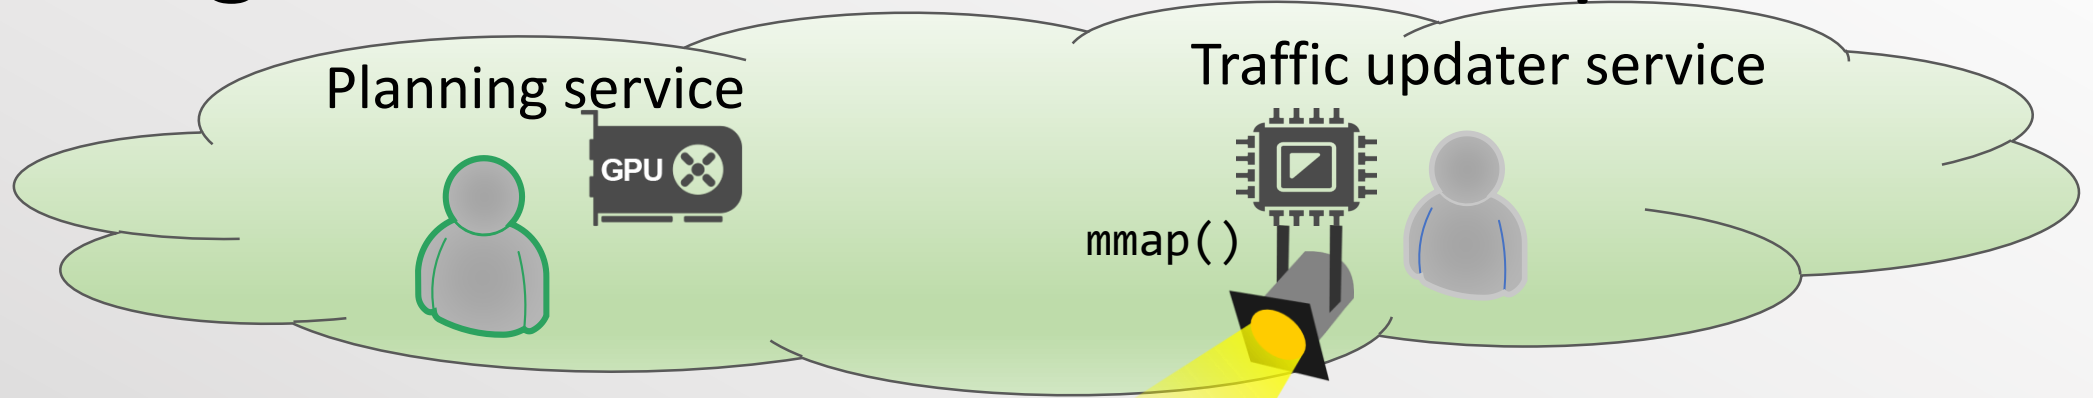 Planning service
Traffic updater service
GPU
mmap()